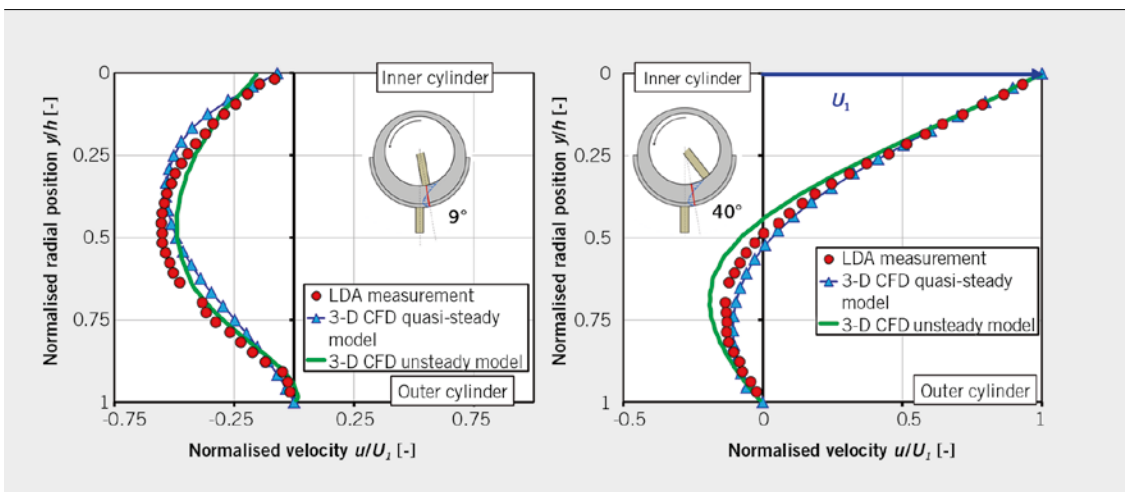 0
0.25
0.5
0.75
1
Normalised radial position y/h [-]
Inner cylinder
9°
LDA measurement
3-D CFD quasi-steady
model
3-D CFD unsteady model
Outer cylinder
-0.75
-0.25
0.25
0.75
Normalised velocity u/U₁ [-]
0
0.25
0.5
0.75
1
Normalised radial position y/h [-]
Inner cylinder
U₁
40°
LDA measurement
3-D CFD quasi-steady
model
3-D CFD unsteady model
Outer cylinder
-0.5
0
0.5
1
Normalised velocity u/U₁ [-]